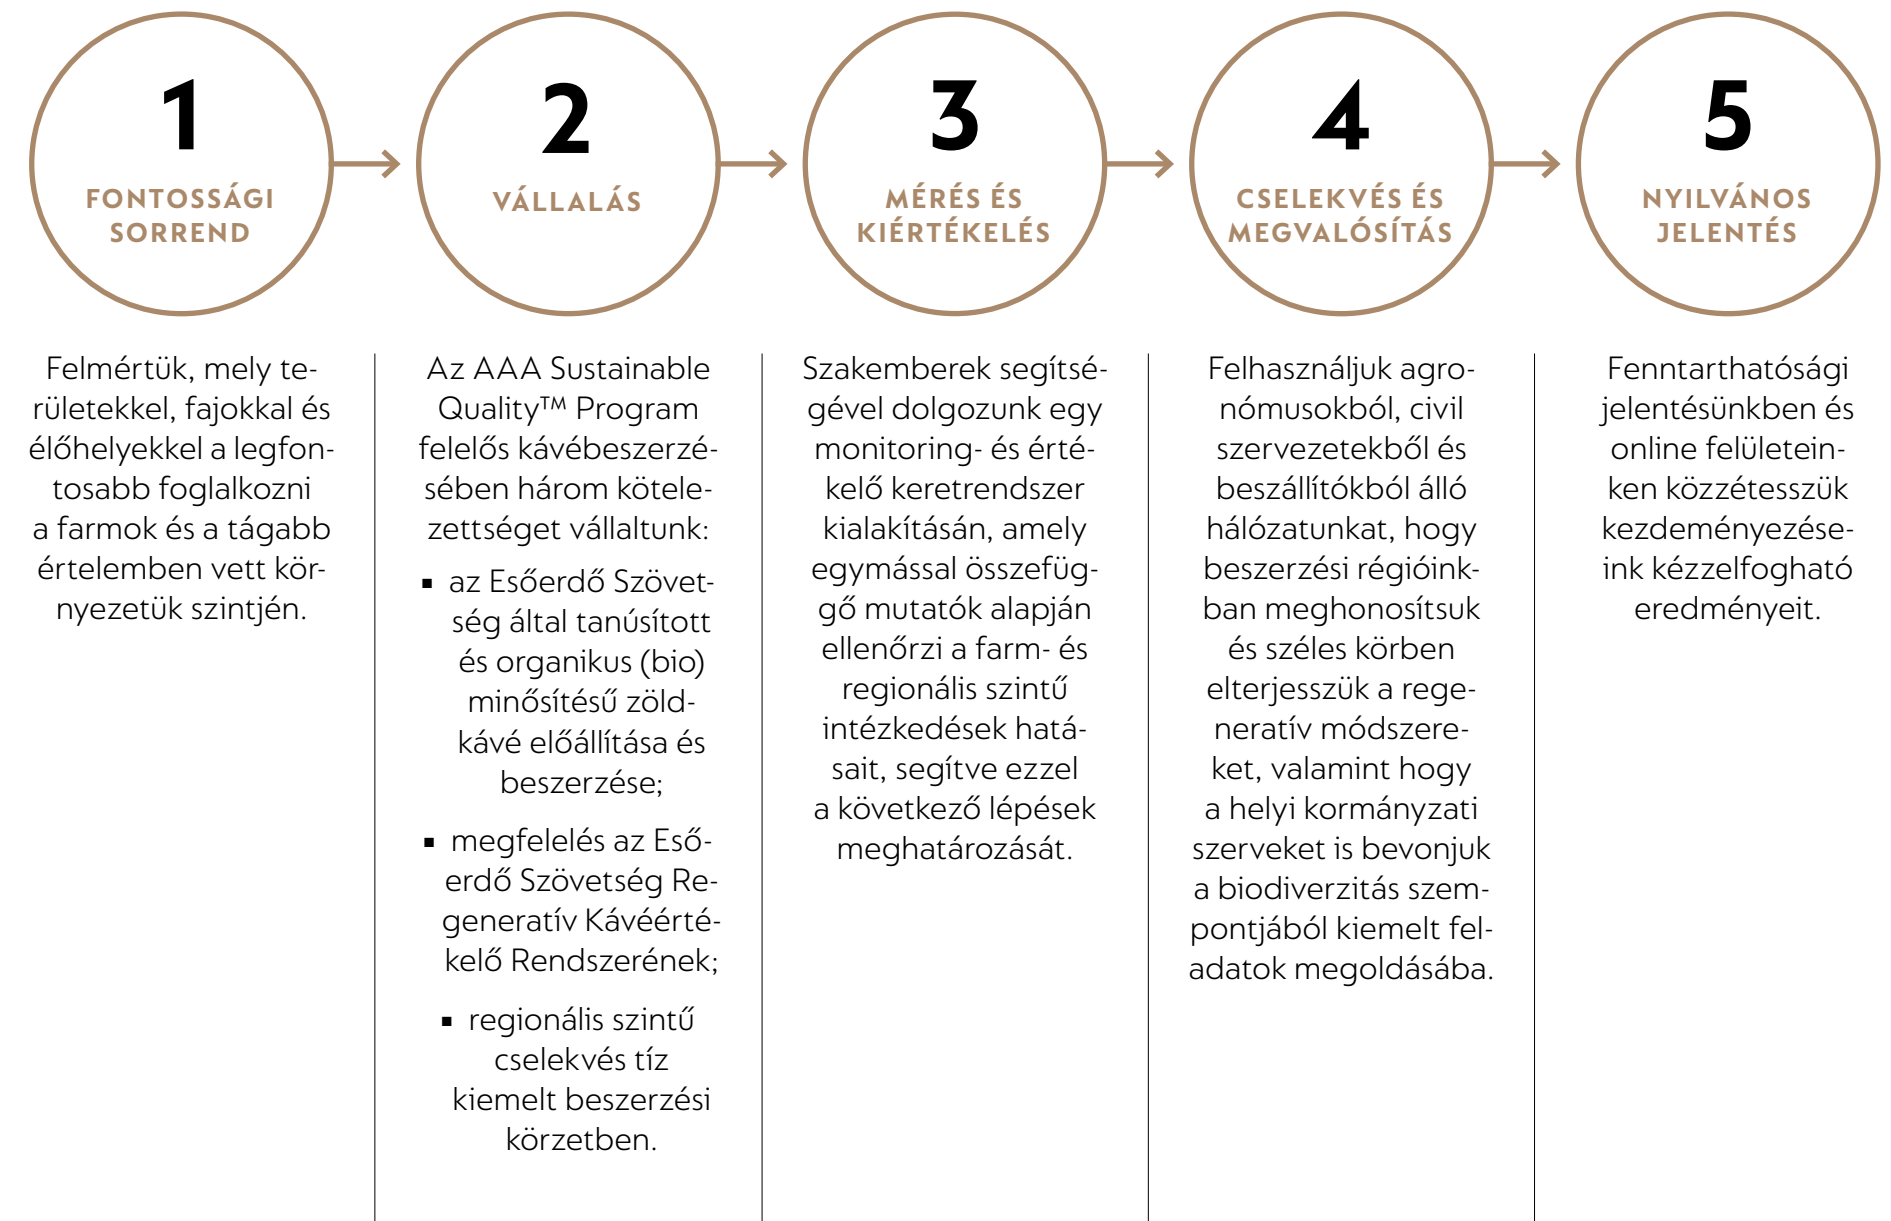 1
FONTOSSÁGI
SORREND
Felmértük, mely te-
rületekkel, fajokkal és
élőhelyekkel a legfon-
tosabb foglalkozni
a farmok és a tágabb
értelemben vett kör-
nyezetük szintjén.
2
VÁLLALÁS
Az AAA Sustainable
Quality™ Program
felelős kávébeszerzé-
sében három kötele-
zettséget vállaltunk:
▪ az Esőerdő Szövet-
ség által tanúsított
és organikus (bio)
minősítésű zöld-
kávé előállítása és
beszerzése;
▪ megfelelés az Eső-
erdő Szövetség Re-
generatív Kávéérté-
kelő Rendszerének;
▪ regionális szintű
cselekvés tíz
kiemelt beszerzési
körzetben.
3
MÉRÉS ÉS
KIÉRTÉKELÉS
Szakemberek segítsé-
gével dolgozunk egy
monitoring- és érté-
kelő keretrendszer
kialakításán, amely
egymással összefüg-
gő mutatók alapján
ellenőrzi a farm- és
regionális szintű
intézkedések hatá-
sait, segítve ezzel
a következő lépések
meghatározását.
4
CSELEKVÉS ÉS
MEGVALÓSÍTÁS
Felhasználjuk agro-
nómusokból, civil
szervezetekből és
beszállítókból álló
hálózatunkat, hogy
beszerzési régióink-
ban meghonosítsuk
és széles körben
elterjesszük a rege-
neratív módszere-
ket, valamint hogy
a helyi kormányzati
szerveket is bevonjuk
a biodiverzitás szem-
pontjából kiemelt fel-
adatok megoldásába.
5
NYILVÁNOS
JELENTÉS
Fenntarthatósági
jelentésünkben és
online felületein-
ken közzétesszük
kezdeményezése-
ink kézzelfogható
eredményeit.